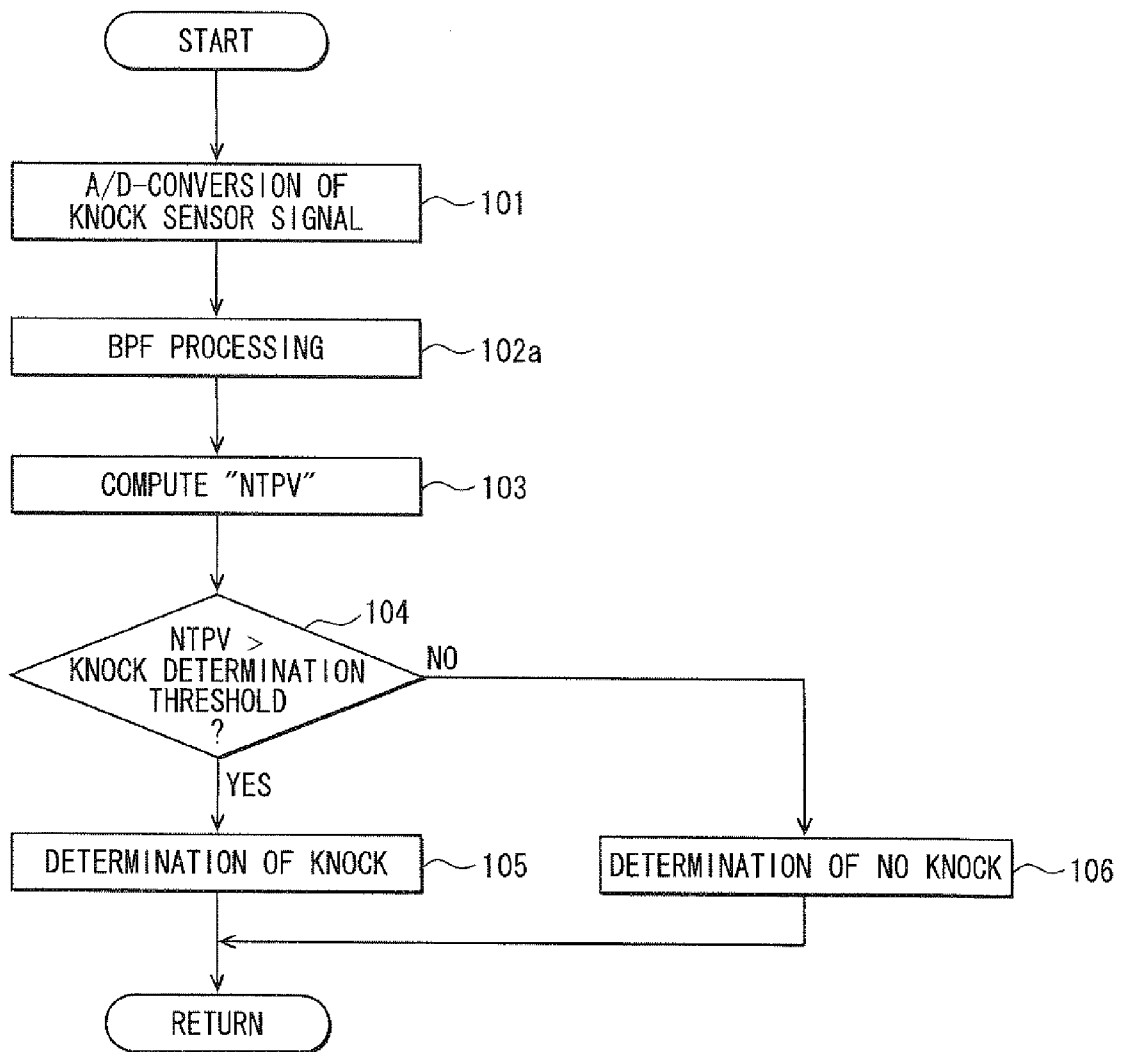 START
A/D-CONVERSION OF
KNOCK SENSOR SIGNAL
101
BPF PROCESSING
102a
COMPUTE "NTPV"
103
104
NTPV >
KNOCK DETERMINATION
THRESHOLD
?
NO
YES
DETERMINATION OF KNOCK
105
DETERMINATION OF NO KNOCK
106
RETURN